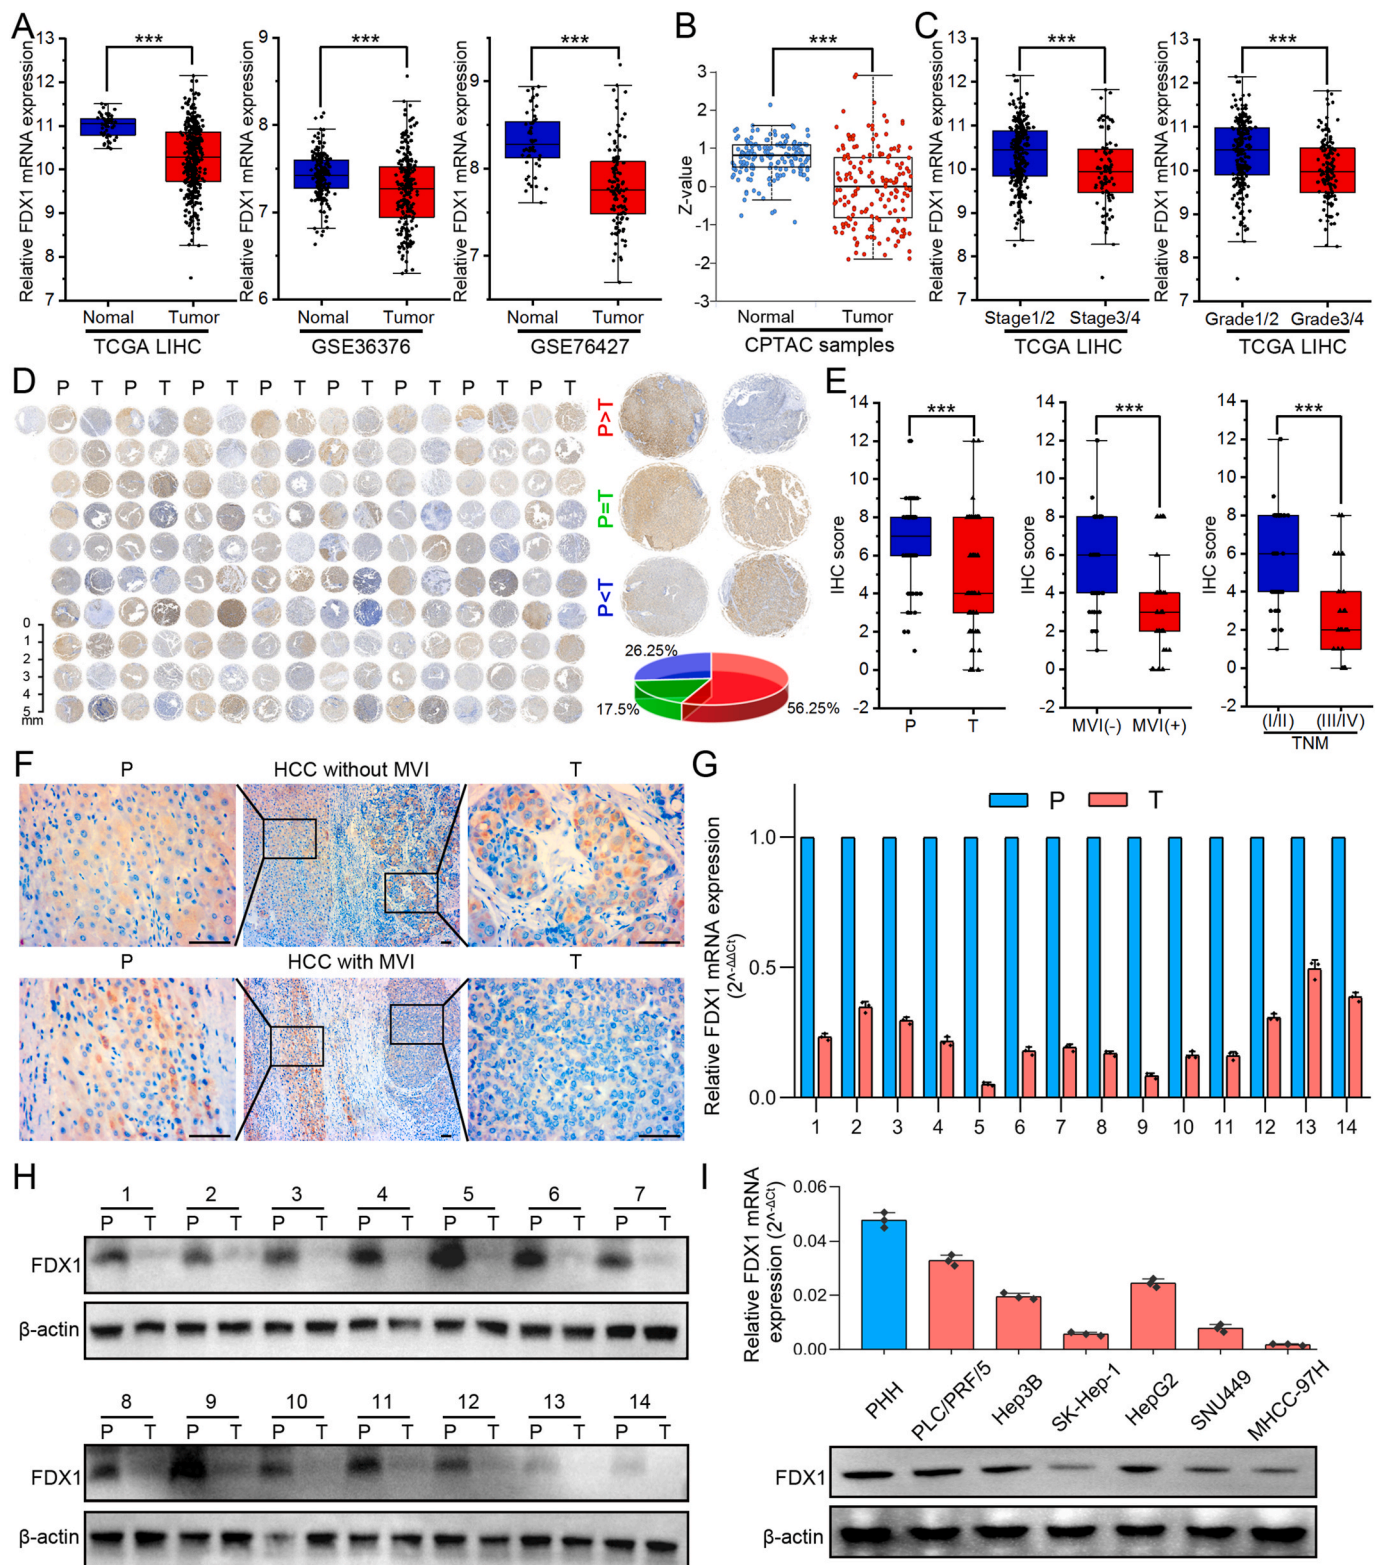 A
Relative FDX1 mRNA expression
13
12
11
10
9
8
7
***
Nomal
Tumor
TCGA LIHC
Relative FDX1 mRNA expression
9
8
7
6
***
Nomal
Tumor
GSE36376
Relative FDX1 mRNA expression
9
8
7
***
Nomal
Tumor
GSE76427
B
Z-value
3
2
1
0
-1
-2
-3
***
Normal
Tumor
CPTAC samples
C
Relative FDX1 mRNA expression
13
12
11
10
9
8
7
***
Stage1/2
Stage3/4
TCGA LIHC
Relative FDX1 mRNA expression
13
12
11
10
9
8
7
***
Grade1/2
Grade3/4
TCGA LIHC
D
P T P T P T P T P T P T P T P T
0
1
2
3
4
5
mm
P>T
P=T
P<T
26.25%
17.5%
56.25%
E
IHC score
14
12
10
8
6
4
2
0
-2
***
P
T
IHC score
14
12
10
8
6
4
2
0
-2
***
MVI(-)
MVI(+)
IHC score
14
12
10
8
6
4
2
0
-2
***
(I/II)
(III/IV)
TNM
F
P
HCC without MVI
T
P
HCC with MVI
T
G
P
T
Relative FDX1 mRNA expression
(2^-ΔΔCt)
1.0
0.5
0.0
1 2 3 4 5 6 7 8 9 10 11 12 13 14
H
1 2 3 4 5 6 7
P T P T P T P T P T P T P T
FDX1
β-actin
8 9 10 11 12 13 14
P T P T P T P T P T P T P T
FDX1
β-actin
I
Relative FDX1 mRNA
expression (2^-ΔCt)
0.06
0.04
0.02
0.00
PHH
PLC/PRF/5
Hep3B
SK-Hep-1
HepG2
SNU449
MHCC-97H
FDX1
β-actin